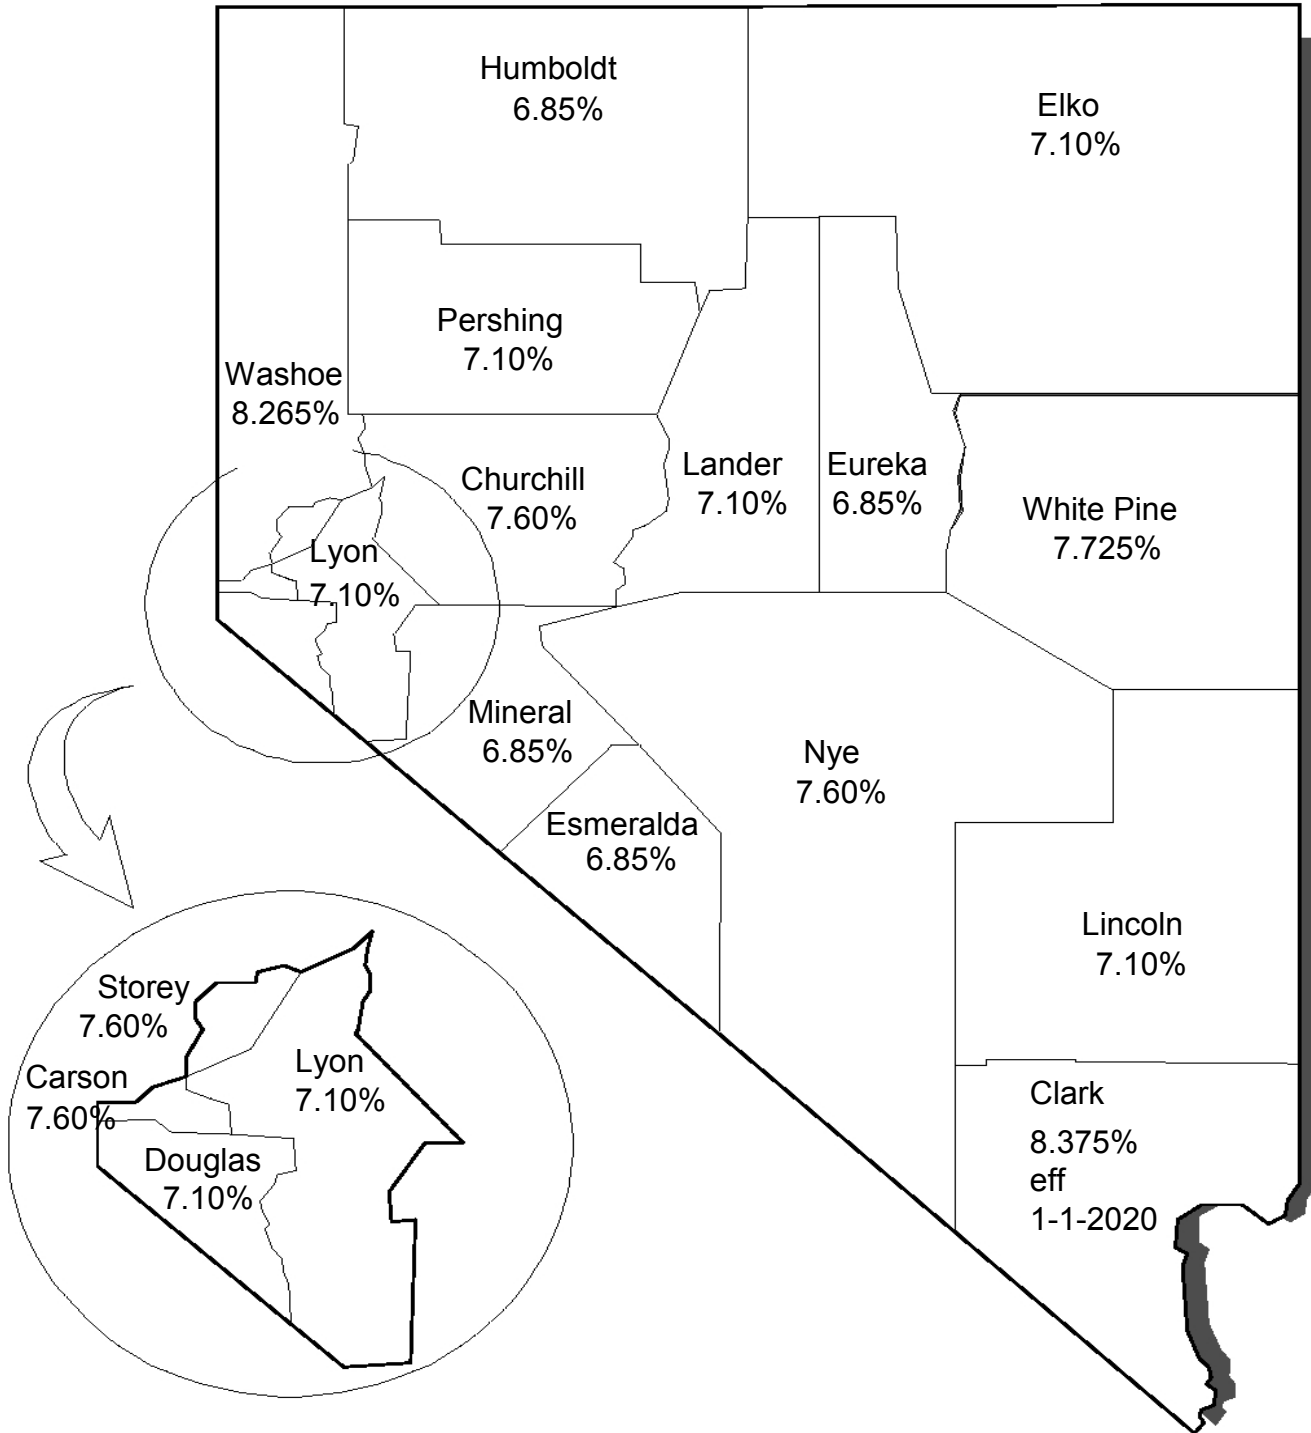 Humboldt
6.85%
Elko
7.10%
Pershing
7.10%
Washoe
8.265%
Churchill
7.60%
Lander
7.10%
Eureka
6.85%
White Pine
7.725%
Lyon
7.10%
Mineral
6.85%
Nye
7.60%
Esmeralda
6.85%
Lincoln
7.10%
Storey
7.60%
Lyon
7.10%
Carson
7.60%
Douglas
7.10%
Clark
8.375%
eff
1-1-2020